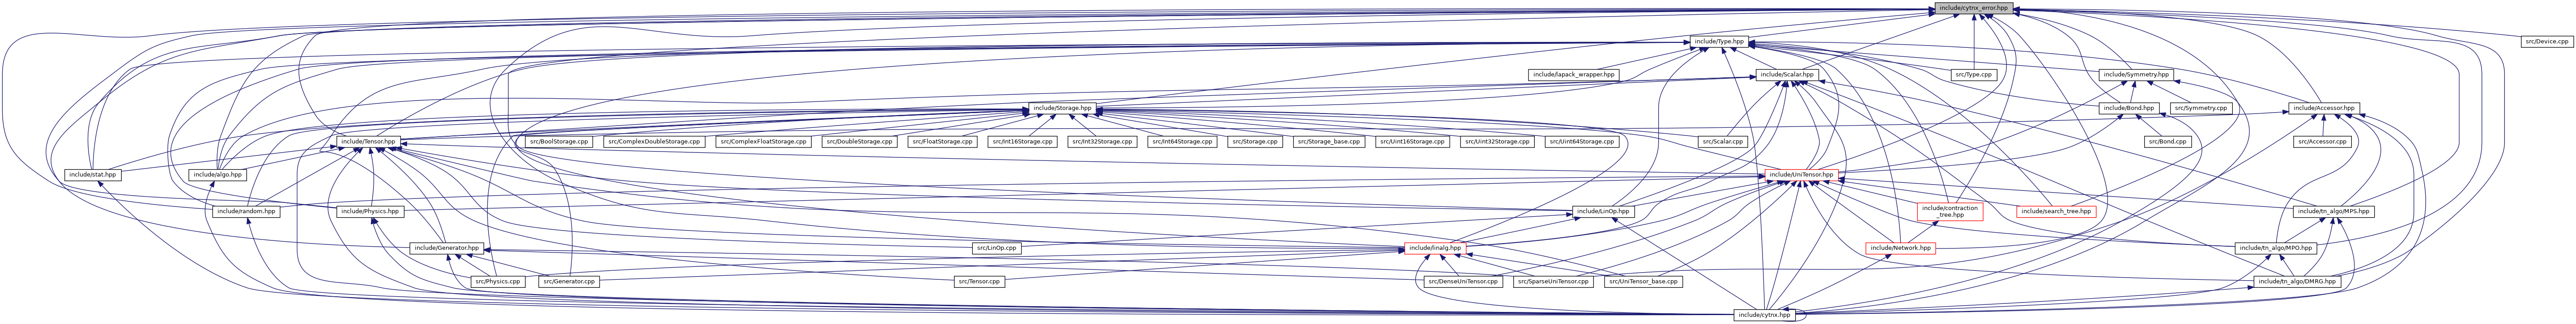 include/cytnx_error.hpp
include/Type.hpp
src/Device.cpp
include/lapack_wrapper.hpp
include/Scalar.hpp
src/Type.cpp
include/Symmetry.hpp
include/Storage.hpp
include/Bond.hpp
src/Symmetry.cpp
include/Accessor.hpp
include/Tensor.hpp
src/BoolStorage.cpp
src/ComplexDoubleStorage.cpp
src/ComplexFloatStorage.cpp
src/DoubleStorage.cpp
src/FloatStorage.cpp
src/Int16Storage.cpp
src/Int32Storage.cpp
src/Int64Storage.cpp
src/Storage.cpp
src/Storage_base.cpp
src/Uint16Storage.cpp
src/Uint32Storage.cpp
src/Uint64Storage.cpp
src/Scalar.cpp
src/Bond.cpp
src/Accessor.cpp
include/stat.hpp
include/algo.hpp
include/UniTensor.hpp
include/random.hpp
include/Physics.hpp
include/LinOp.hpp
include/contraction
_tree.hpp
include/search_tree.hpp
include/tn_algo/MPS.hpp
include/Generator.hpp
src/LinOp.cpp
include/linalg.hpp
include/Network.hpp
include/tn_algo/MPO.hpp
src/Physics.cpp
src/Generator.cpp
src/Tensor.cpp
src/DenseUniTensor.cpp
src/SparseUniTensor.cpp
src/UniTensor_base.cpp
include/tn_algo/DMRG.hpp
include/cytnx.hpp